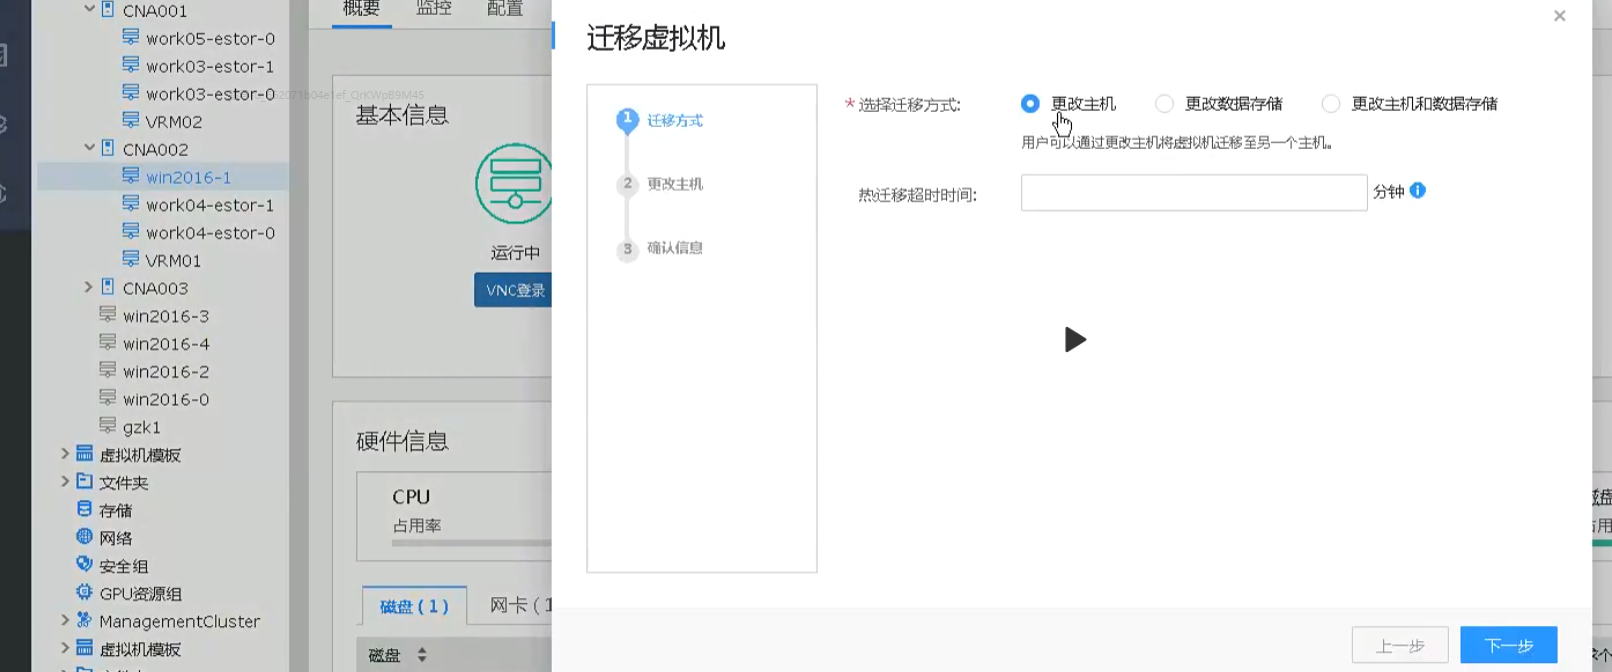 CNA001
work05-estor-0
work03-estor-1
work03-estor-0
VRM02
CNA002
win2016-1
work04-estor-1
work04-estor-0
VRM01
CNA003
win2016-3
win2016-4
win2016-2
win2016-0
gzk1
虚拟机模板
文件夹
存储
网络
安全组
GPU资源组
ManagementCluster
虚拟机模板
概要 监控 配置
基本信息
运行中
VNC登录
硬件信息
CPU
占用率
磁盘 ( 1 ) 网卡 ( 1
磁盘
迁移虚拟机
1 迁移方式
2 更改主机
3 确认信息
*选择迁移方式: 更改主机 更改数据存储 更改主机和数据存储
用户可以通过更改主机将虚拟机迁移至另一个主机。
热迁移超时时间: 分钟
上一步 下一步